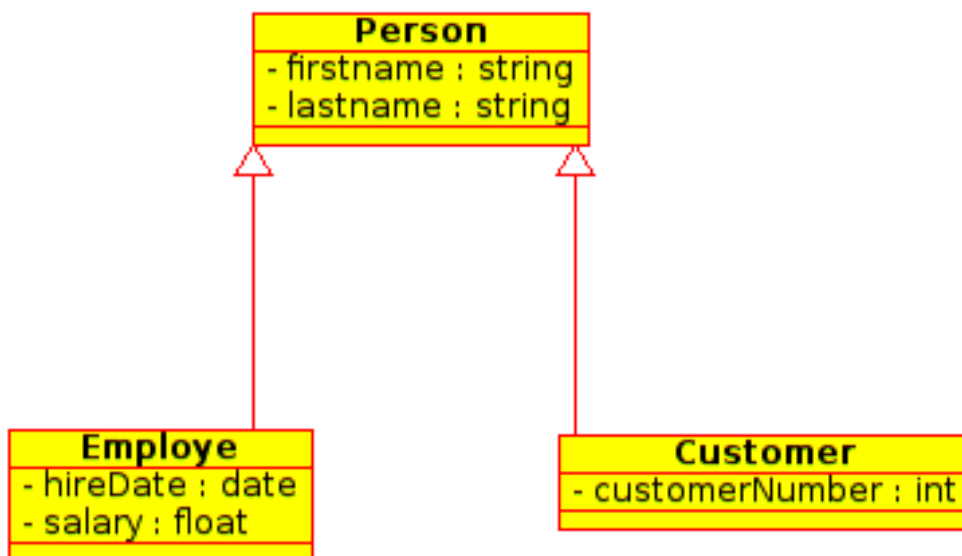 Person
- firstname : string
- lastname : string
Employe
- hireDate : date
- salary : float
Customer
- customerNumber : int